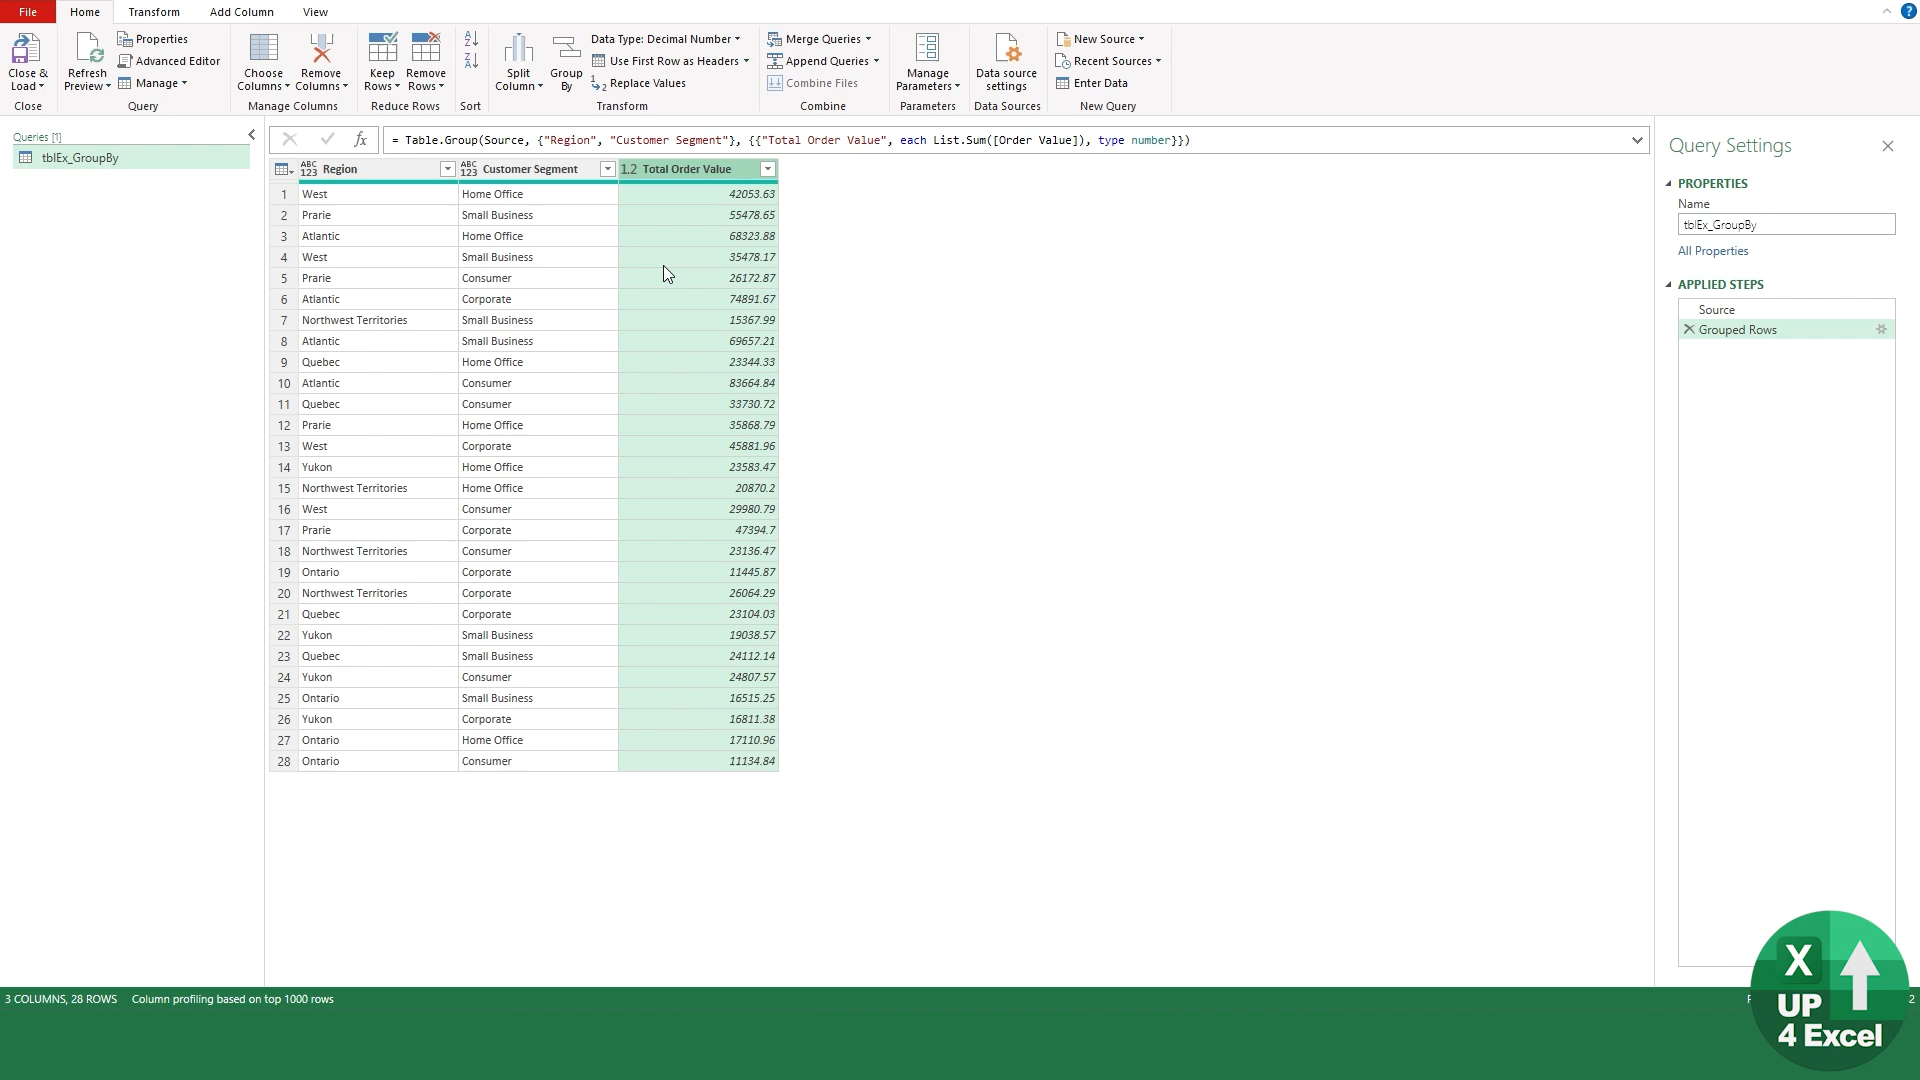 File Home Transform Add Column View ?
Close & Load Refresh Preview Properties Advanced Editor Manage Choose Columns Remove Columns Keep Rows Remove Rows A Z Z A Split Column Group By Data Type: Decimal Number Use First Row as Headers 1 2 Replace Values Merge Queries Append Queries Combine Files Manage Parameters Data source settings New Source Recent Sources Enter Data
Close Query Manage Columns Reduce Rows Sort Transform Combine Parameters Data Sources New Query
Queries [1]
tblEx_GroupBy
fx = Table.Group(Source, {"Region", "Customer Segment"}, {{"Total Order Value", each List.Sum([Order Value]), type number}})
ABC 123 Region ABC 123 Customer Segment 1.2 Total Order Value
1 West Home Office 42053.63
2 Prarie Small Business 55478.65
3 Atlantic Home Office 68323.88
4 West Small Business 35478.17
5 Prarie Consumer 26172.87
6 Atlantic Corporate 74891.67
7 Northwest Territories Small Business 15367.99
8 Atlantic Small Business 69657.21
9 Quebec Home Office 23344.33
10 Atlantic Consumer 83664.84
11 Quebec Consumer 33730.72
12 Prarie Home Office 35868.79
13 West Corporate 45881.96
14 Yukon Home Office 23583.47
15 Northwest Territories Home Office 20870.2
16 West Consumer 29980.79
17 Prarie Corporate 47394.7
18 Northwest Territories Consumer 23136.47
19 Ontario Corporate 11445.87
20 Northwest Territories Corporate 26064.29
21 Quebec Corporate 23104.03
22 Yukon Small Business 19038.57
23 Quebec Small Business 24112.14
24 Yukon Consumer 24807.57
25 Ontario Small Business 16515.25
26 Yukon Corporate 16811.38
27 Ontario Home Office 17110.96
28 Ontario Consumer 11134.84
Query Settings
PROPERTIES
Name
tblEx_GroupBy
All Properties
APPLIED STEPS
Source
Grouped Rows
3 COLUMNS, 28 ROWS Column profiling based on top 1000 rows
X
UP
4 Excel